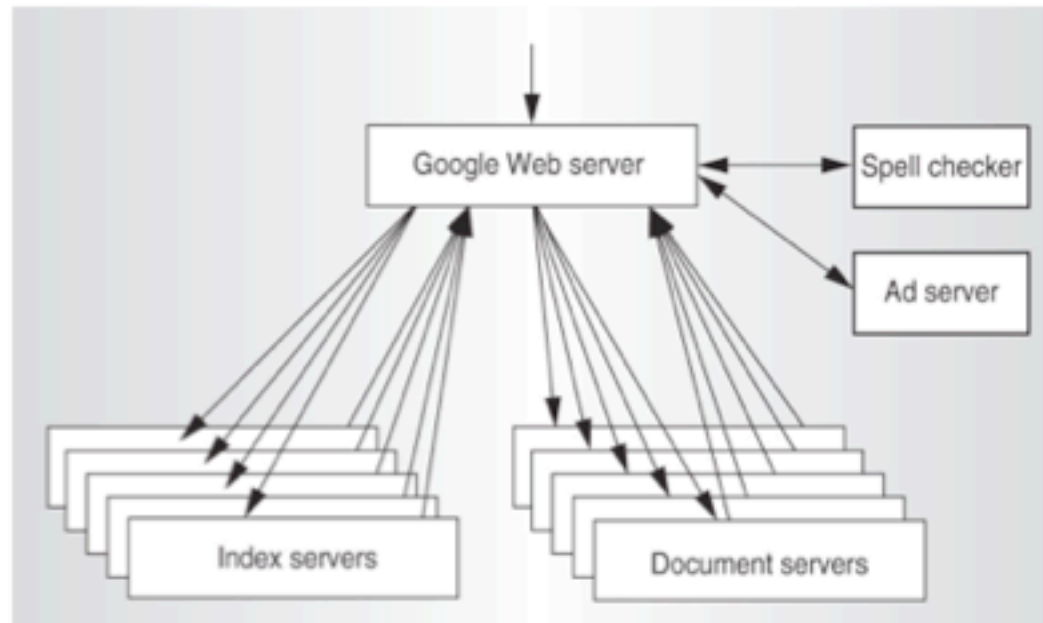 Google Web server
Spell checker
Ad server
Index servers
Document servers